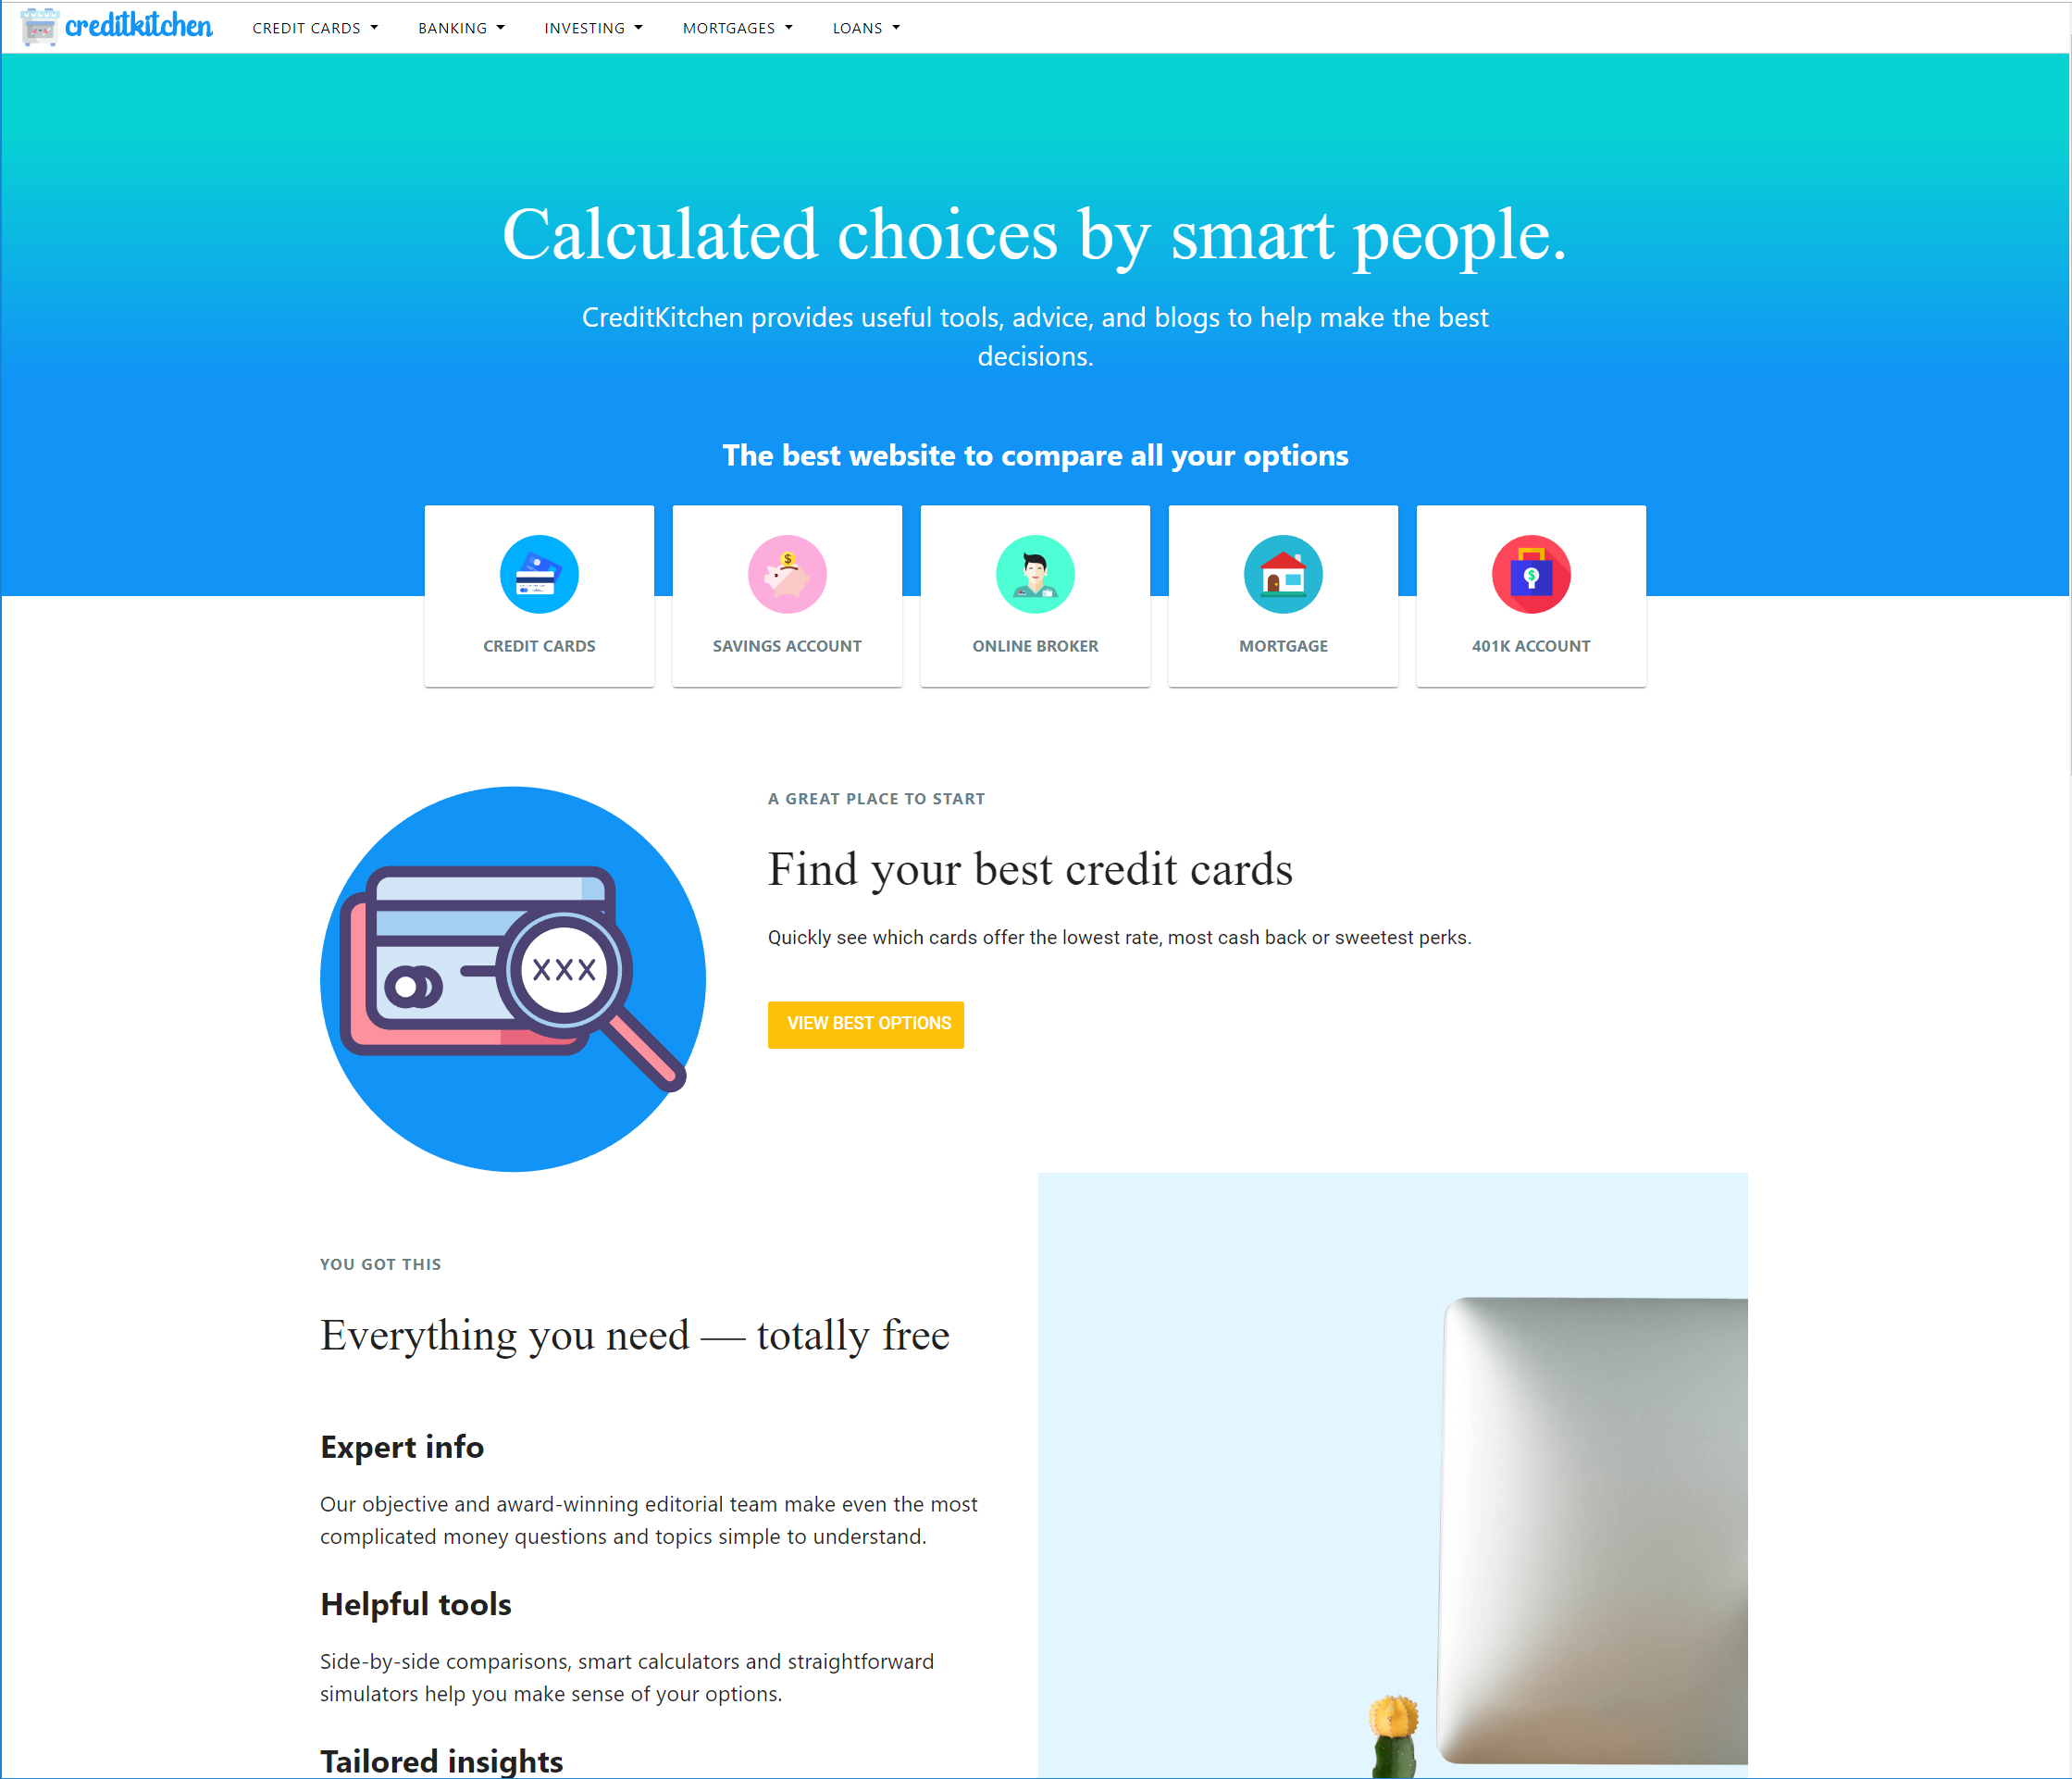 creditkitchen
CREDIT CARDS
BANKING
INVESTING
MORTGAGES
LOANS
Calculated choices by smart people.
CreditKitchen provides useful tools, advice, and blogs to help make the best
decisions.
The best website to compare all your options
CREDIT CARDS
SAVINGS ACCOUNT
ONLINE BROKER
MORTGAGE
401K ACCOUNT
XXX
A GREAT PLACE TO START
Find your best credit cards
Quickly see which cards offer the lowest rate, most cash back or sweetest perks.
VIEW BEST OPTIONS
YOU GOT THIS
Everything you need — totally free
Expert info
Our objective and award-winning editorial team make even the most
complicated money questions and topics simple to understand.
Helpful tools
Side-by-side comparisons, smart calculators and straightforward
simulators help you make sense of your options.
Tailored insights